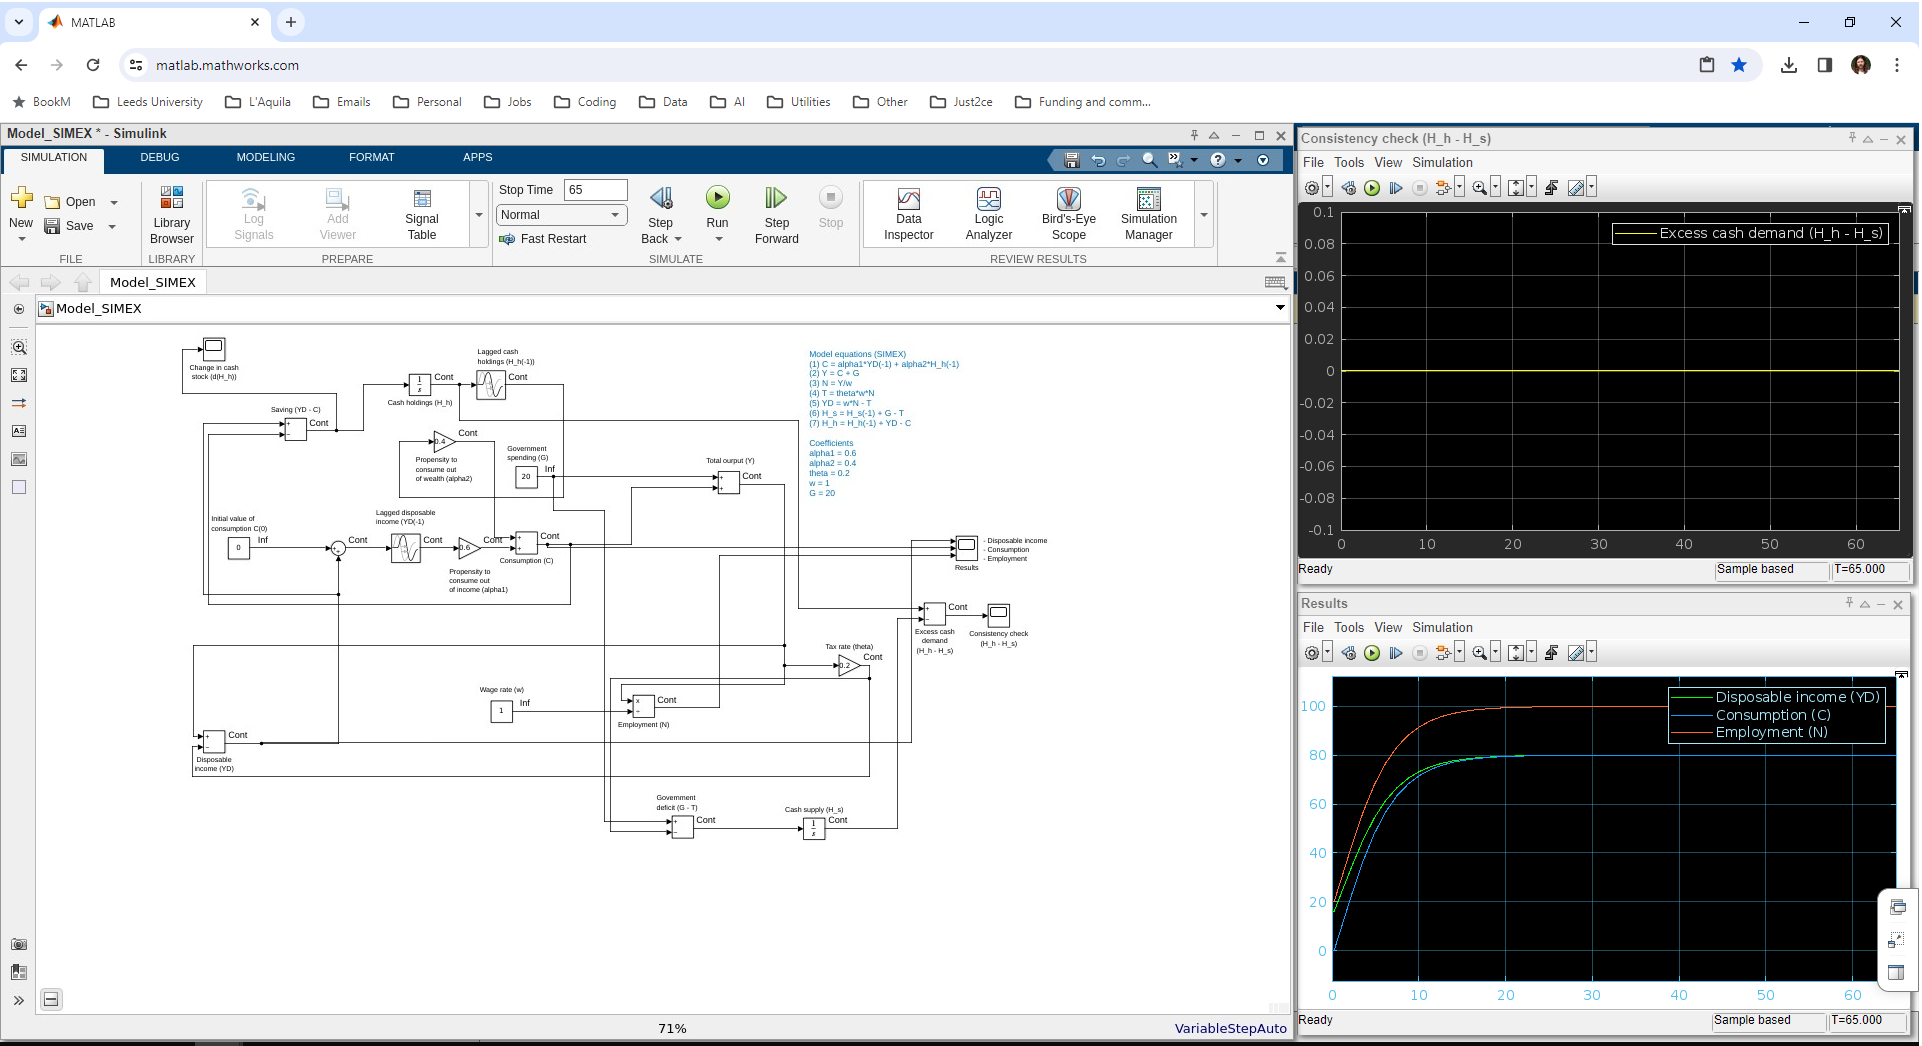 MATLAB
matlab.mathworks.com
BookM
Leeds University
L'Aquila
Emails
Personal
Jobs
Coding
Data
AI
Utilities
Other
Just2ce
Funding and comm...
Model_SIMEX * - Simulink
SIMULATION
DEBUG
MODELING
FORMAT
APPS
New
Open
Save
FILE
Library
Browser
LIBRARY
Log
Signals
Add
Viewer
Signal
Table
PREPARE
Stop Time 65
Normal
Fast Restart
Step
Back
Run
Step
Forward
Stop
SIMULATE
Data
Inspector
Logic
Analyzer
Bird's-Eye
Scope
Simulation
Manager
REVIEW RESULTS
Model_SIMEX
Model_SIMEX
Change in cash
stock (d(H_h))
Lagged cash
holdings (H_h(-1))
Cont
Cont
1
s
Cash holdings (H_h)
Saving (YD - C)
Cont
+
−
Cont
0.4
Propensity to
consume out
of wealth (alpha2)
Government
spending (G)
Inf
20
Total ourput (Y)
Cont
+
+
Model equations (SIMEX)
(1) C = alpha1*YD(-1) + alpha2*H_h(-1)
(2) Y = C + G
(3) N = Y/w
(4) T = theta*w*N
(5) YD = w*N - T
(6) H_s = H_s(-1) + G - T
(7) H_h = H_h(-1) + YD - C
Coefficients
alpha1 = 0.6
alpha2 = 0.4
theta = 0.2
w = 1
G = 20
Initial value of
consumption C(0)
Inf
0
Cont
Lagged disposable
income (YD(-1)
Cont
0.6
Cont
Propensity to
consume out
of income (alpha1)
+
+
Cont
Consumption (C)
- Disposable income
- Consumption
- Employment
Results
+
−
Cont
Excess cash
demand
(H_h - H_s)
Consistency check
(H_h - H_s)
Tax rate (theta)
0.2
Cont
Wage rate (w)
Inf
1
x
÷
Cont
Employment (N)
+
−
Cont
Disposable
income (YD)
Government
deficit (G - T)
+
−
Cont
Cash supply (H_s)
1
s
Cont
71%
VariableStepAuto
Consistency check (H_h - H_s)
File Tools View Simulation
Excess cash demand (H_h - H_s)
0.1
0.08
0.06
0.04
0.02
0
-0.02
-0.04
-0.06
-0.08
-0.1
0 10 20 30 40 50 60
Ready
Sample based
T=65.000
Results
File Tools View Simulation
Disposable income (YD)
Consumption (C)
Employment (N)
100
80
60
40
20
0
0 10 20 30 40 50 60
Ready
Sample based
T=65.000